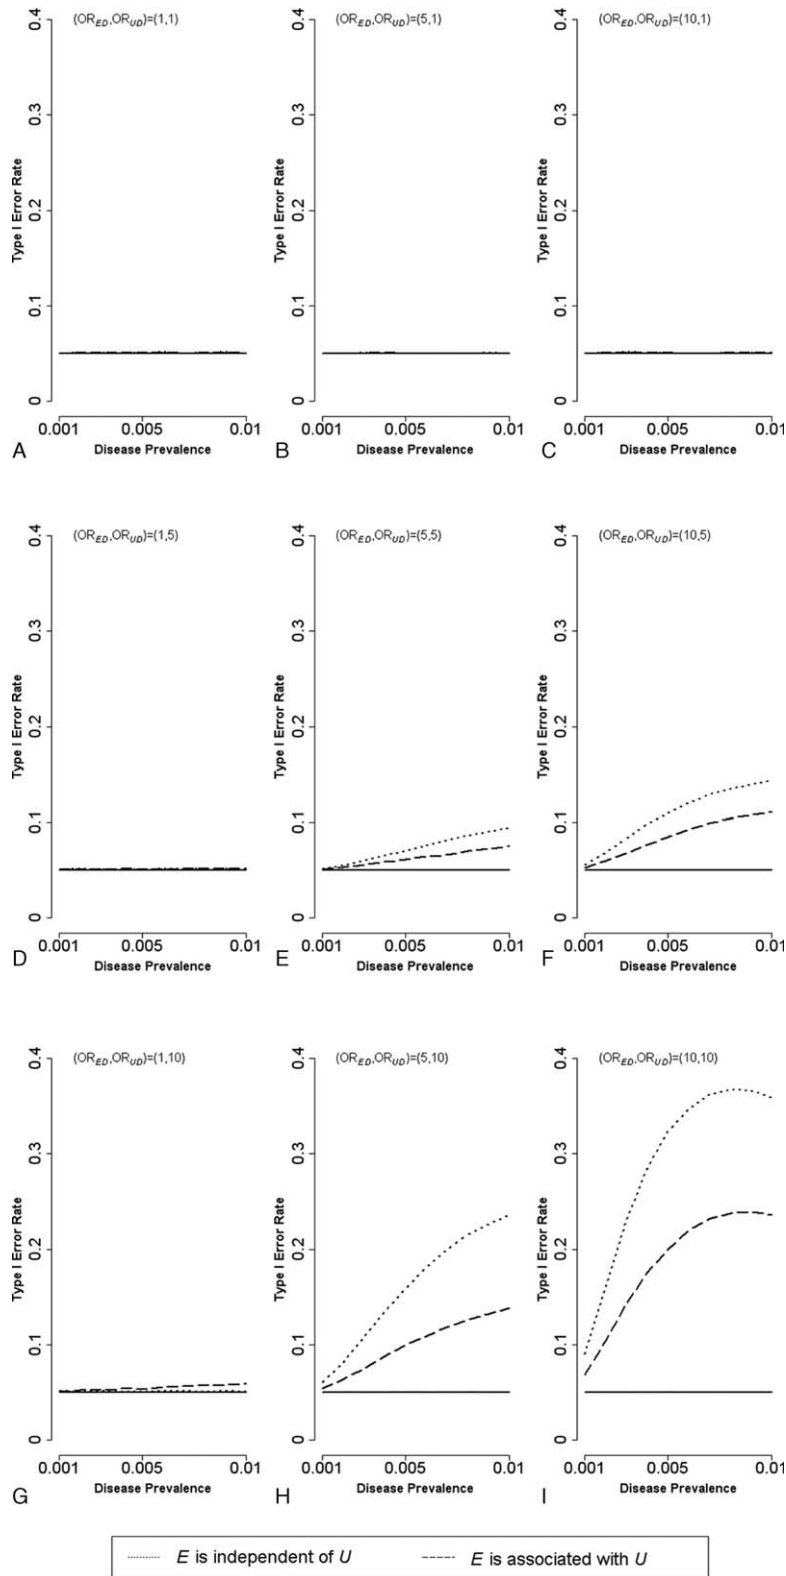 (OR_ED,OR_UD)=(1,1)
Type I Error Rate
0.4
0.3
0.2
0.1
0
0.001 0.005 0.01
A Disease Prevalence
(OR_ED,OR_UD)=(5,1)
Type I Error Rate
0.4
0.3
0.2
0.1
0
0.001 0.005 0.01
B Disease Prevalence
(OR_ED,OR_UD)=(10,1)
Type I Error Rate
0.4
0.3
0.2
0.1
0
0.001 0.005 0.01
C Disease Prevalence
(OR_ED,OR_UD)=(1,5)
Type I Error Rate
0.4
0.3
0.2
0.1
0
0.001 0.005 0.01
D Disease Prevalence
(OR_ED,OR_UD)=(5,5)
Type I Error Rate
0.4
0.3
0.2
0.1
0
0.001 0.005 0.01
E Disease Prevalence
(OR_ED,OR_UD)=(10,5)
Type I Error Rate
0.4
0.3
0.2
0.1
0
0.001 0.005 0.01
F Disease Prevalence
(OR_ED,OR_UD)=(1,10)
Type I Error Rate
0.4
0.3
0.2
0.1
0
0.001 0.005 0.01
G Disease Prevalence
(OR_ED,OR_UD)=(5,10)
Type I Error Rate
0.4
0.3
0.2
0.1
0
0.001 0.005 0.01
H Disease Prevalence
(OR_ED,OR_UD)=(10,10)
Type I Error Rate
0.4
0.3
0.2
0.1
0
0.001 0.005 0.01
I Disease Prevalence
E is independent of U
E is associated with U